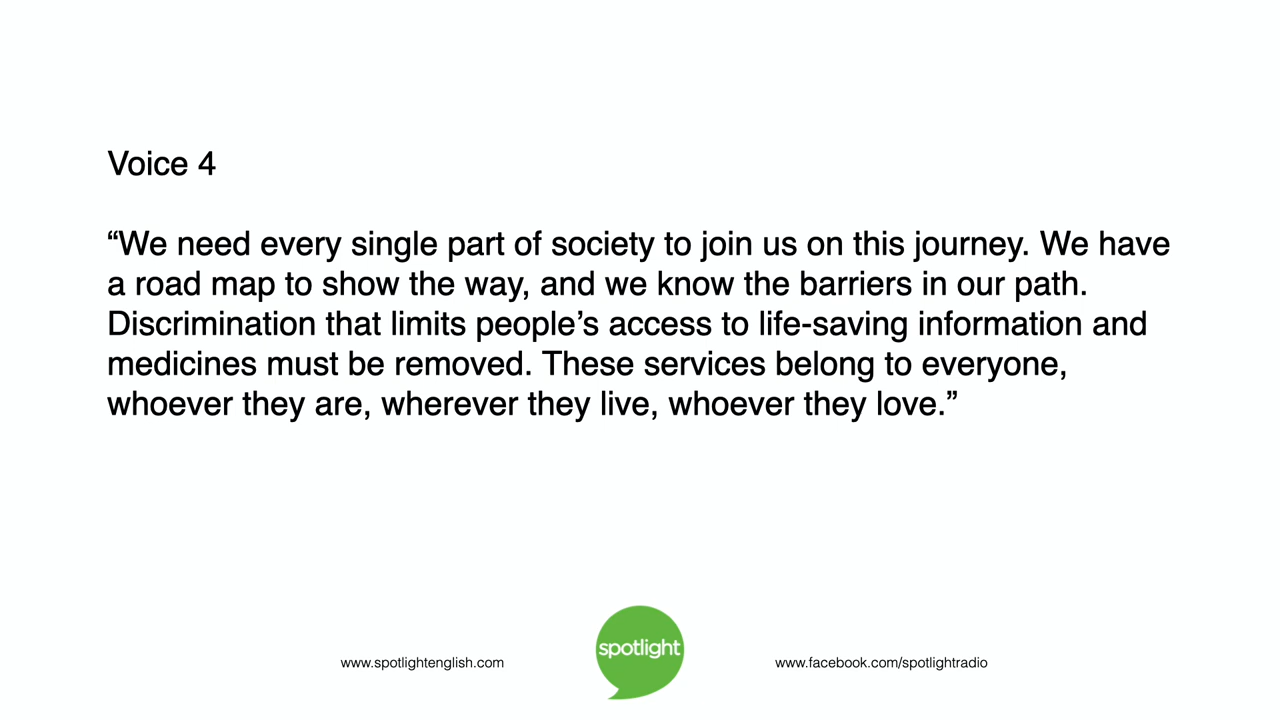 Voice 4
“We need every single part of society to join us on this journey. We have
a road map to show the way, and we know the barriers in our path.
Discrimination that limits people’s access to life-saving information and
medicines must be removed. These services belong to everyone,
whoever they are, wherever they live, whoever they love.”
www.spotlightenglish.com
spotlight
www.facebook.com/spotlightradio